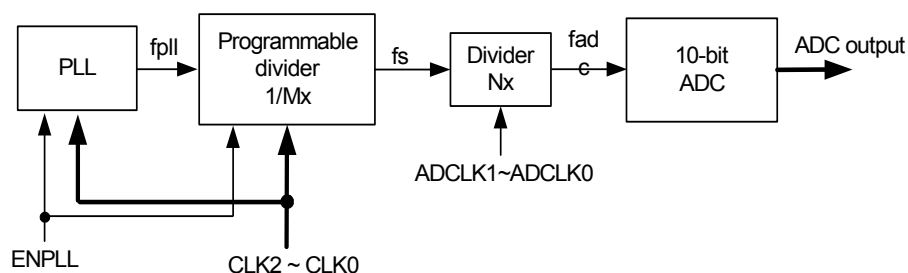 PLL
fpll
Programmable
divider
1/Mx
fs
Divider
Nx
fad
c
10-bit
ADC
ADC output
ADCLK1~ADCLK0
ENPLL
CLK2 ~ CLK0